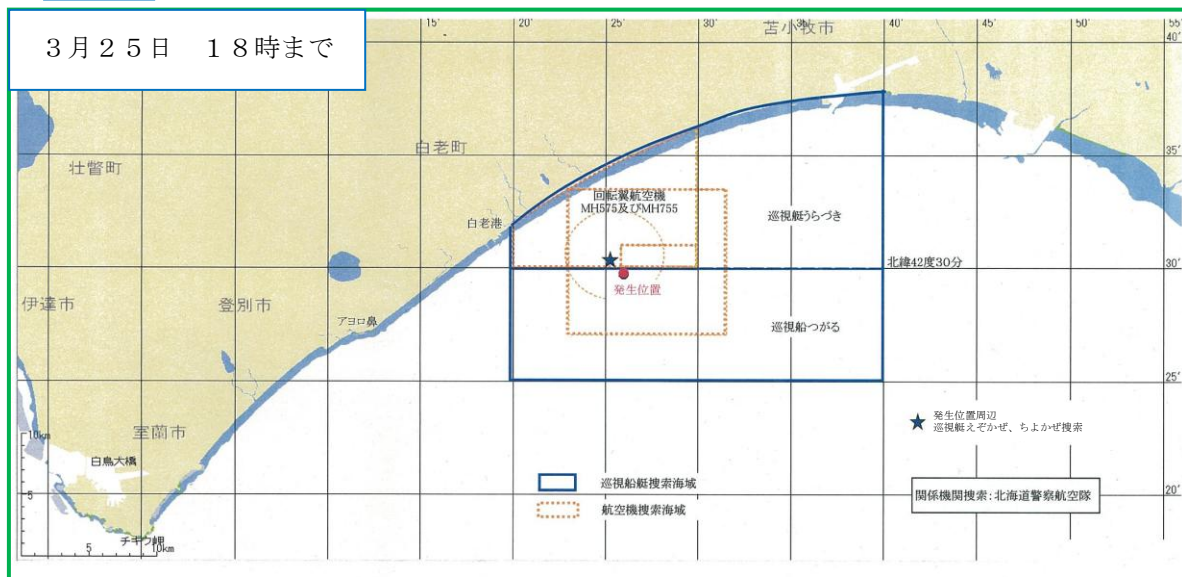 3月25日 18時まで
15'
20'
25'
30'
35'
40'
45'
50'
55'
苫小牧市
40'
白老町
35'
壮瞥町
回転翼航空機
MH575及びMH755
白老港
巡視艇うらづき
北緯42度30分
30'
発生位置
伊達市
登別市
アヨロ鼻
巡視船つがる
25'
発生位置周辺
巡視艇えぞかぜ、ちよかぜ捜索
室蘭市
10km
白鳥大橋
巡視船艇捜索海域
関係機関捜索：北海道警察航空隊
20'
5
航空機捜索海域
チキウ岬
5
10km